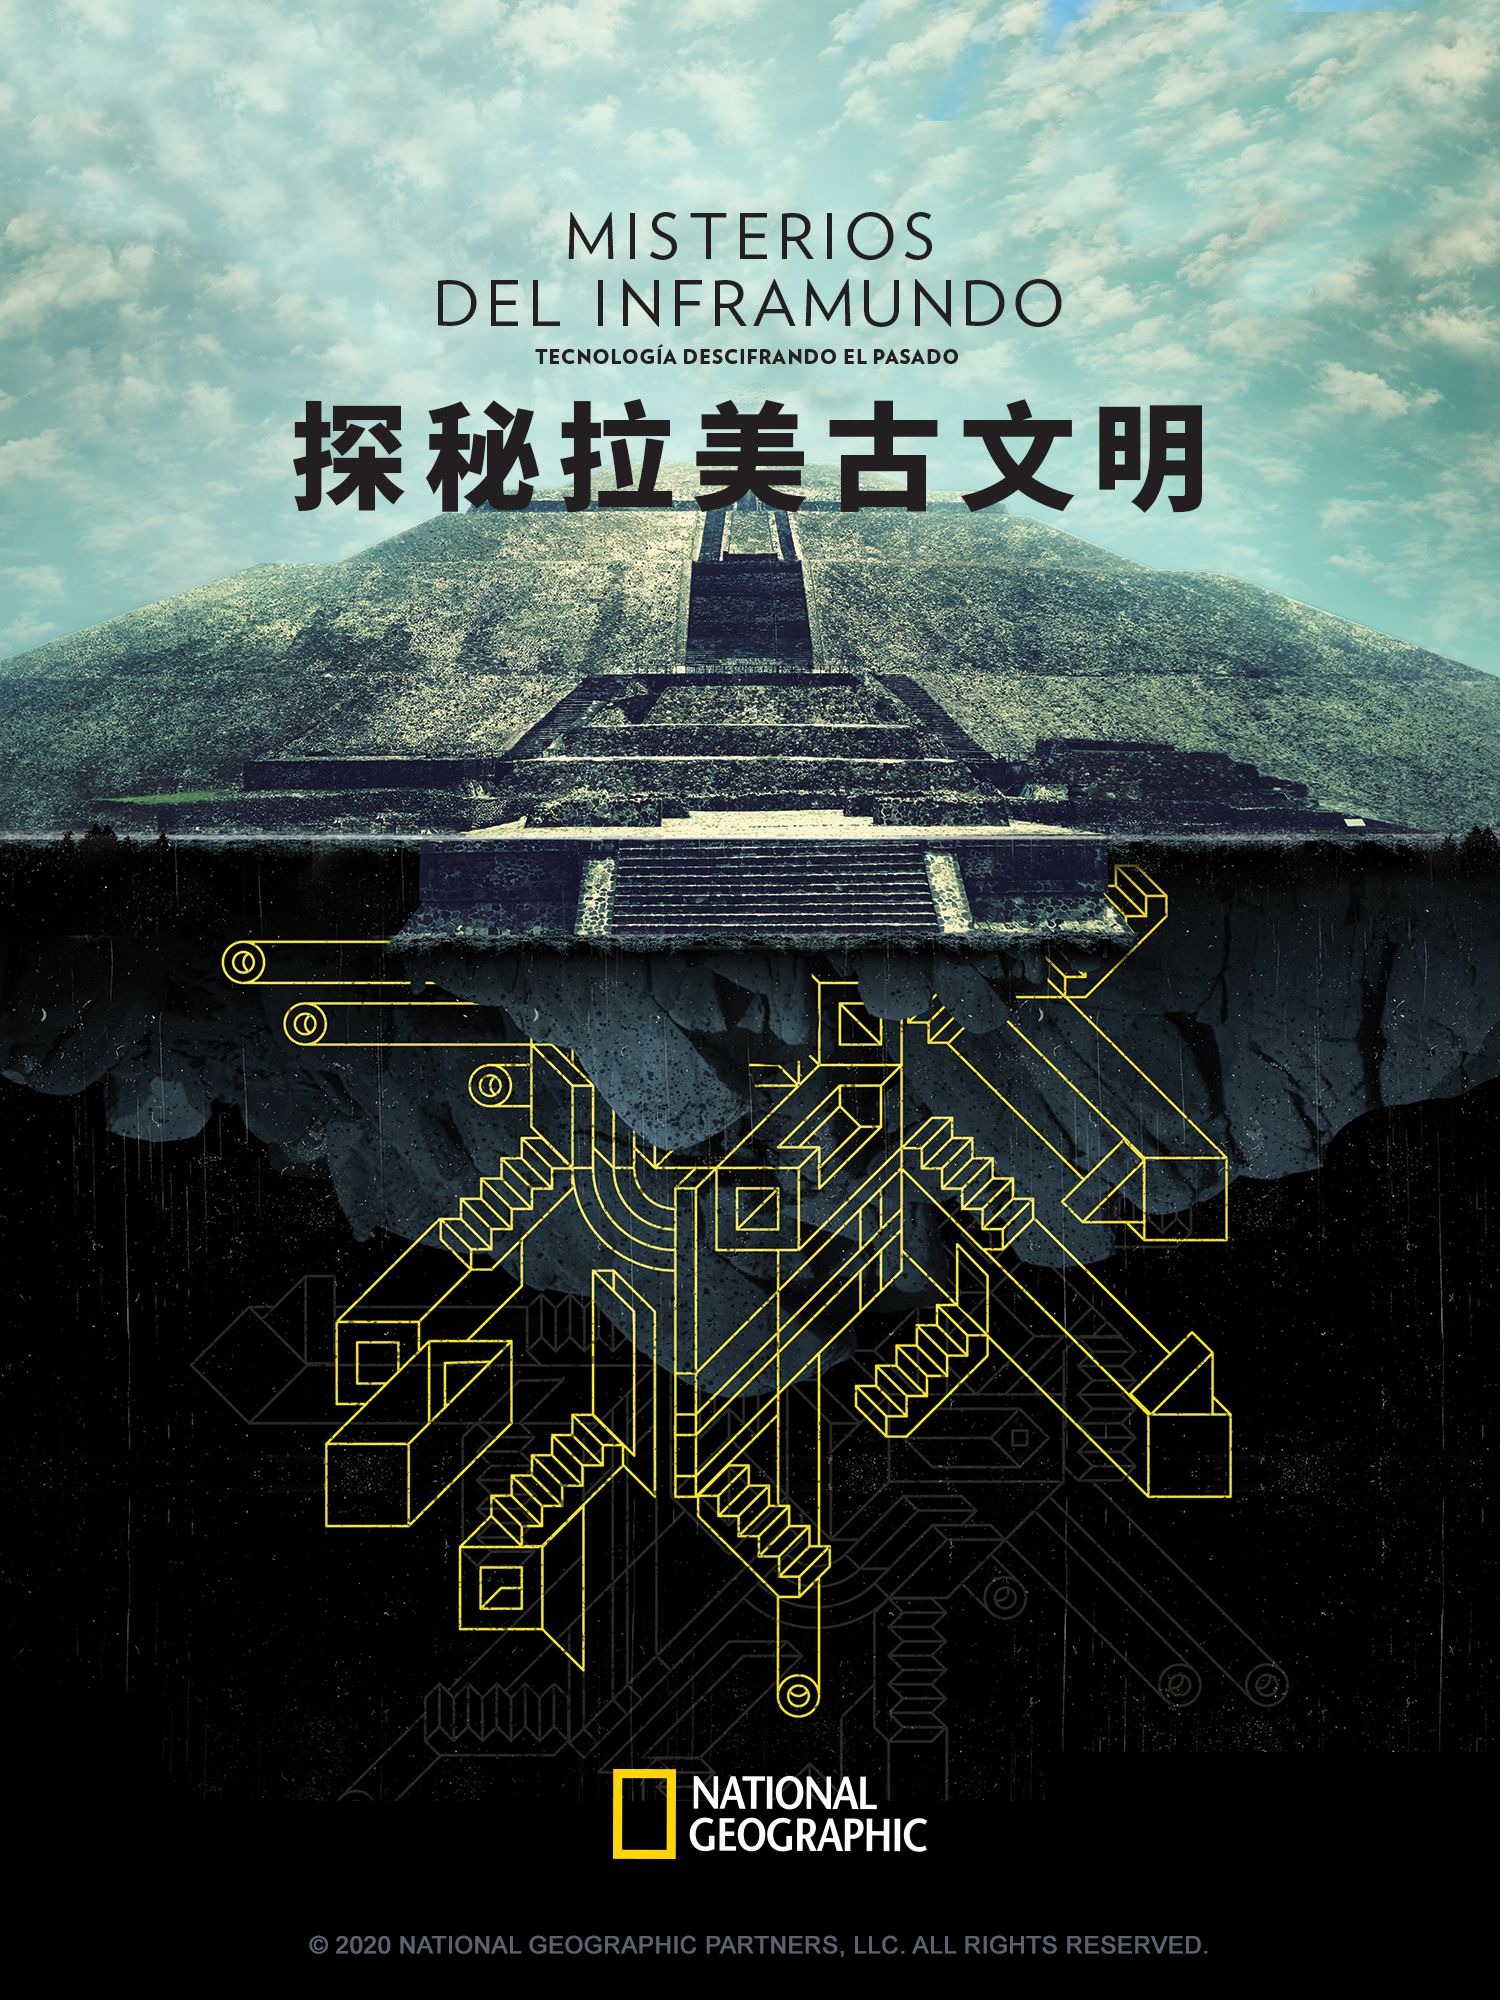 MISTERIOS
DEL INFRAMUNDO
TECNOLOGÍA DESCIFRANDO EL PASADO
探秘拉美古文明
NATIONAL
GEOGRAPHIC
© 2020 NATIONAL GEOGRAPHIC PARTNERS, LLC. ALL RIGHTS RESERVED.